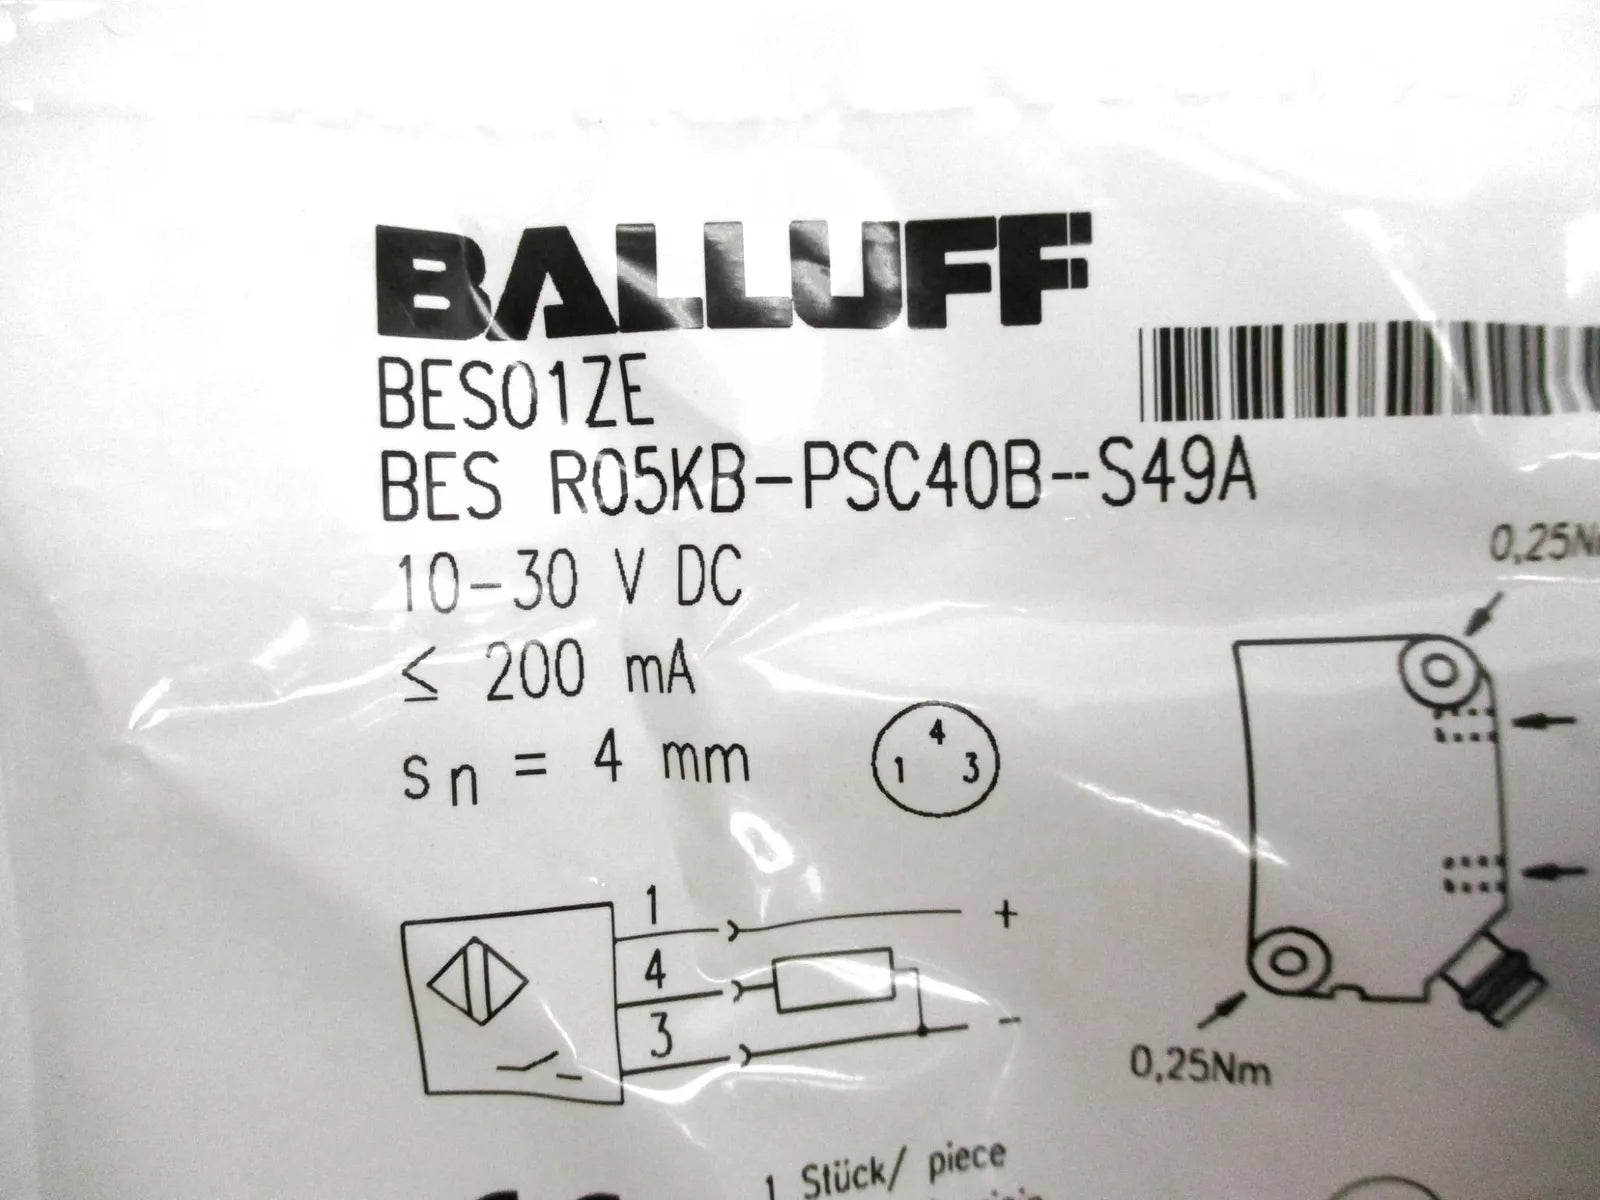 BALLUFF
BES01ZE
BES R05KB-PSC40B-S49A
10-30 V DC
≤ 200 mA
sn = 4 mm
4
1 3
1
+
4
3
-
0,25Nm
0,25Nm
1 Stück/ piece